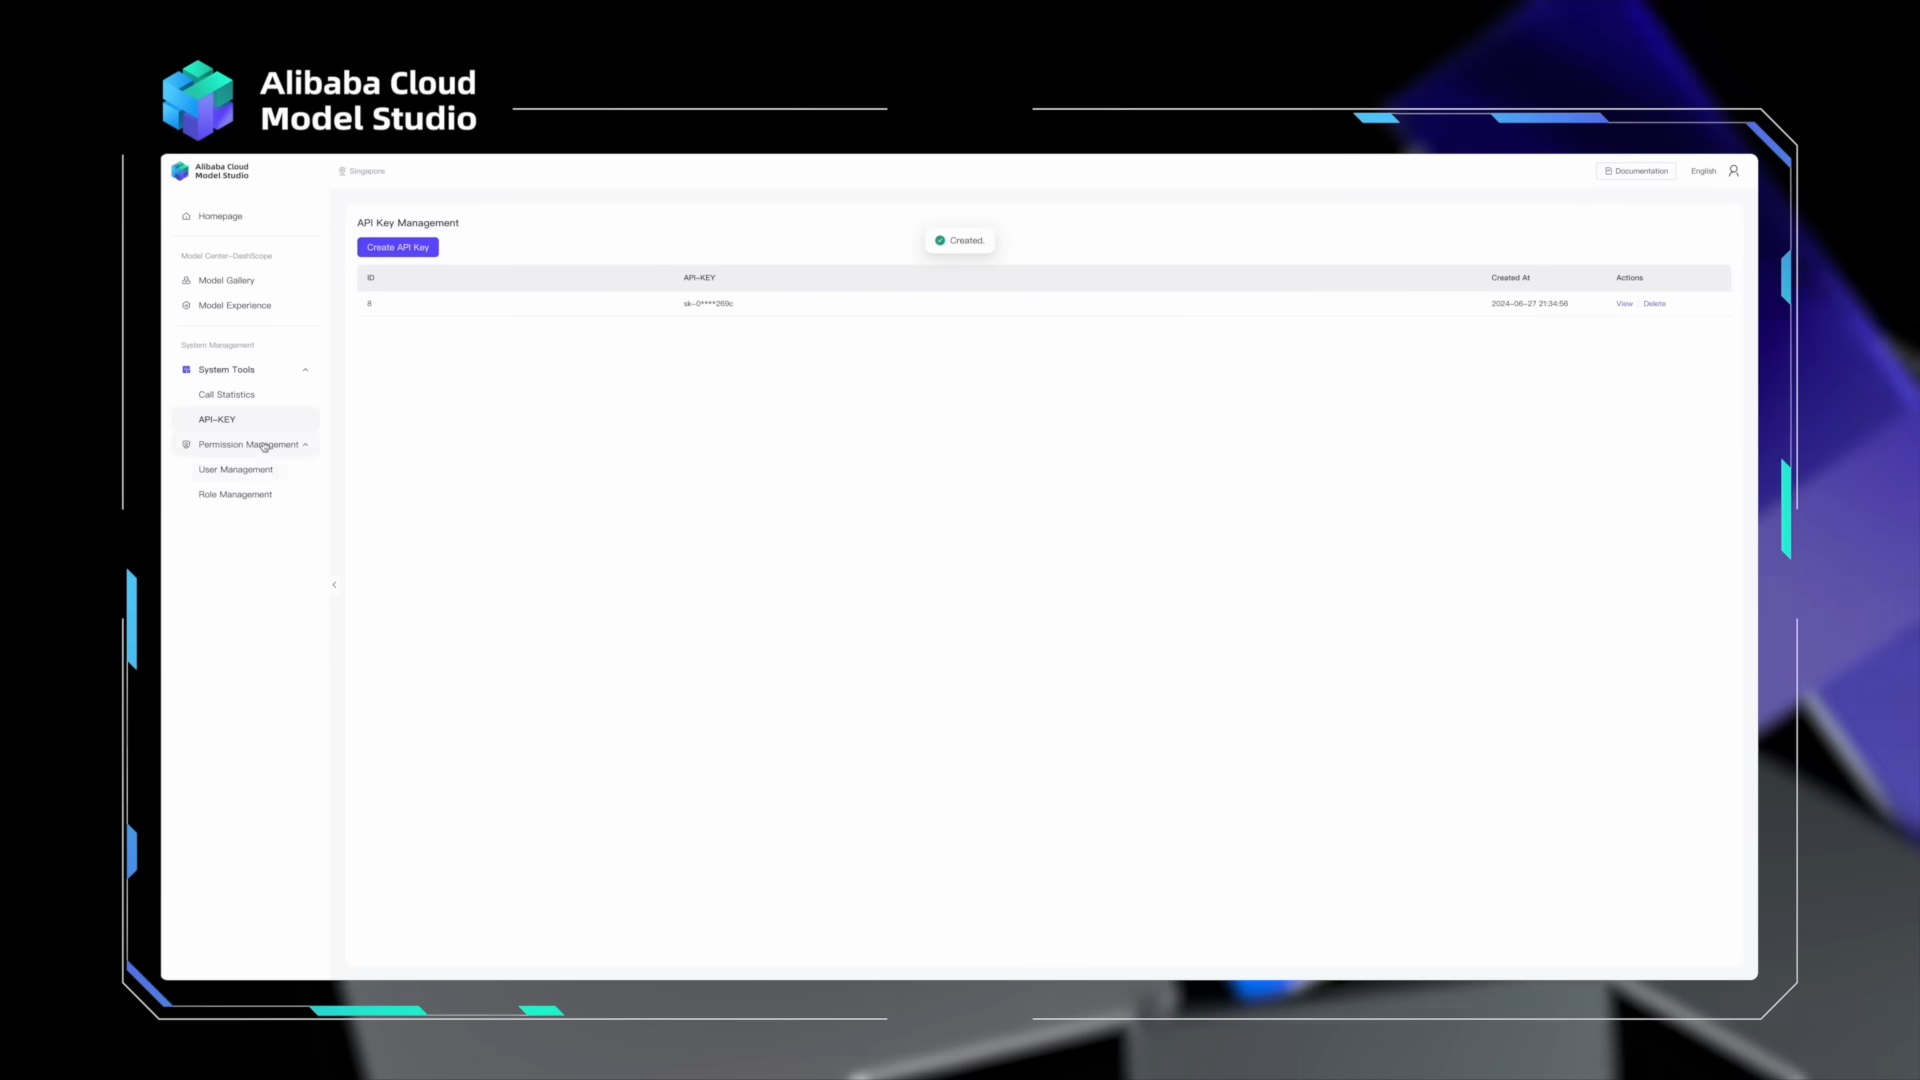 Alibaba Cloud
Model Studio
Alibaba Cloud
Model Studio
Singapore
Documentation
English
Homepage
Model Center-DashScope
Model Gallery
Model Experience
System Management
System Tools
Call Statistics
API-KEY
Permission Management
User Management
Role Management
API Key Management
Create API Key
Created.
ID API-KEY Created At Actions
8 sk-0****269c 2024-06-27 21:34:56 View Delete